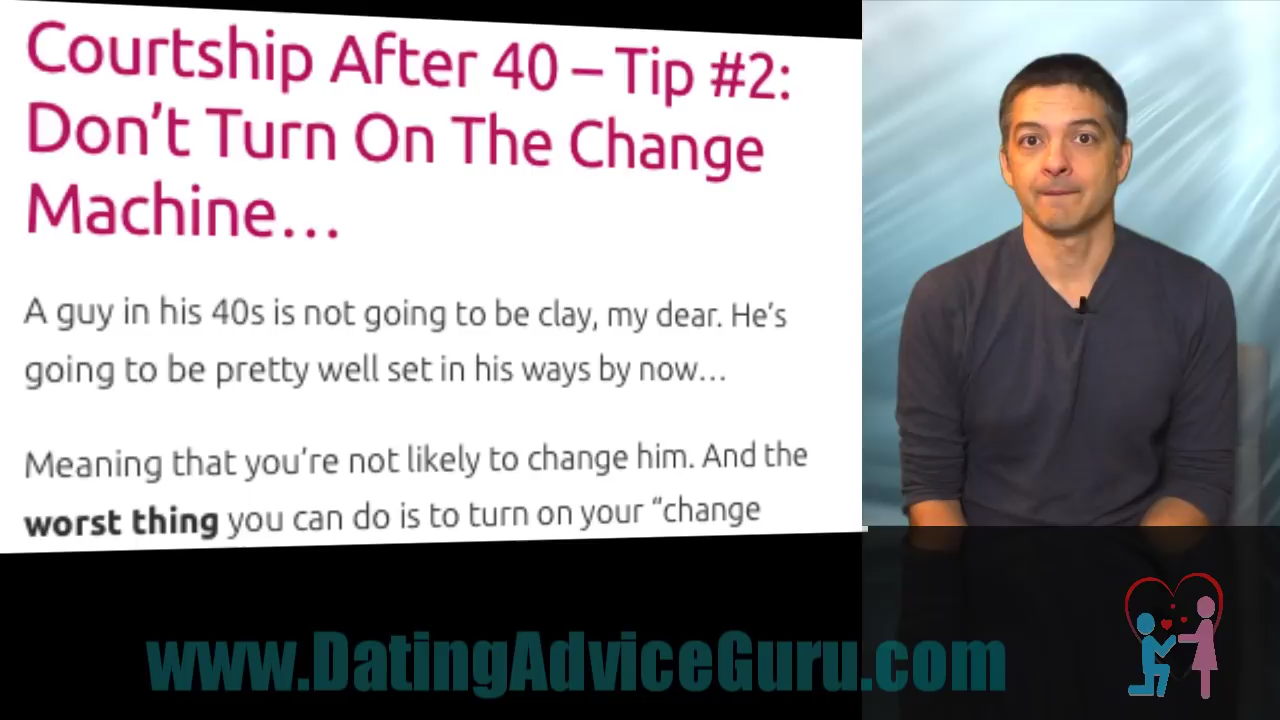 Courtship After 40 – Tip #2:
Don’t Turn On The Change
Machine…
A guy in his 40s is not going to be clay, my dear. He’s
going to be pretty well set in his ways by now…
Meaning that you’re not likely to change him. And the
worst thing you can do is to turn on your “change
www.DatingAdviceGuru.com